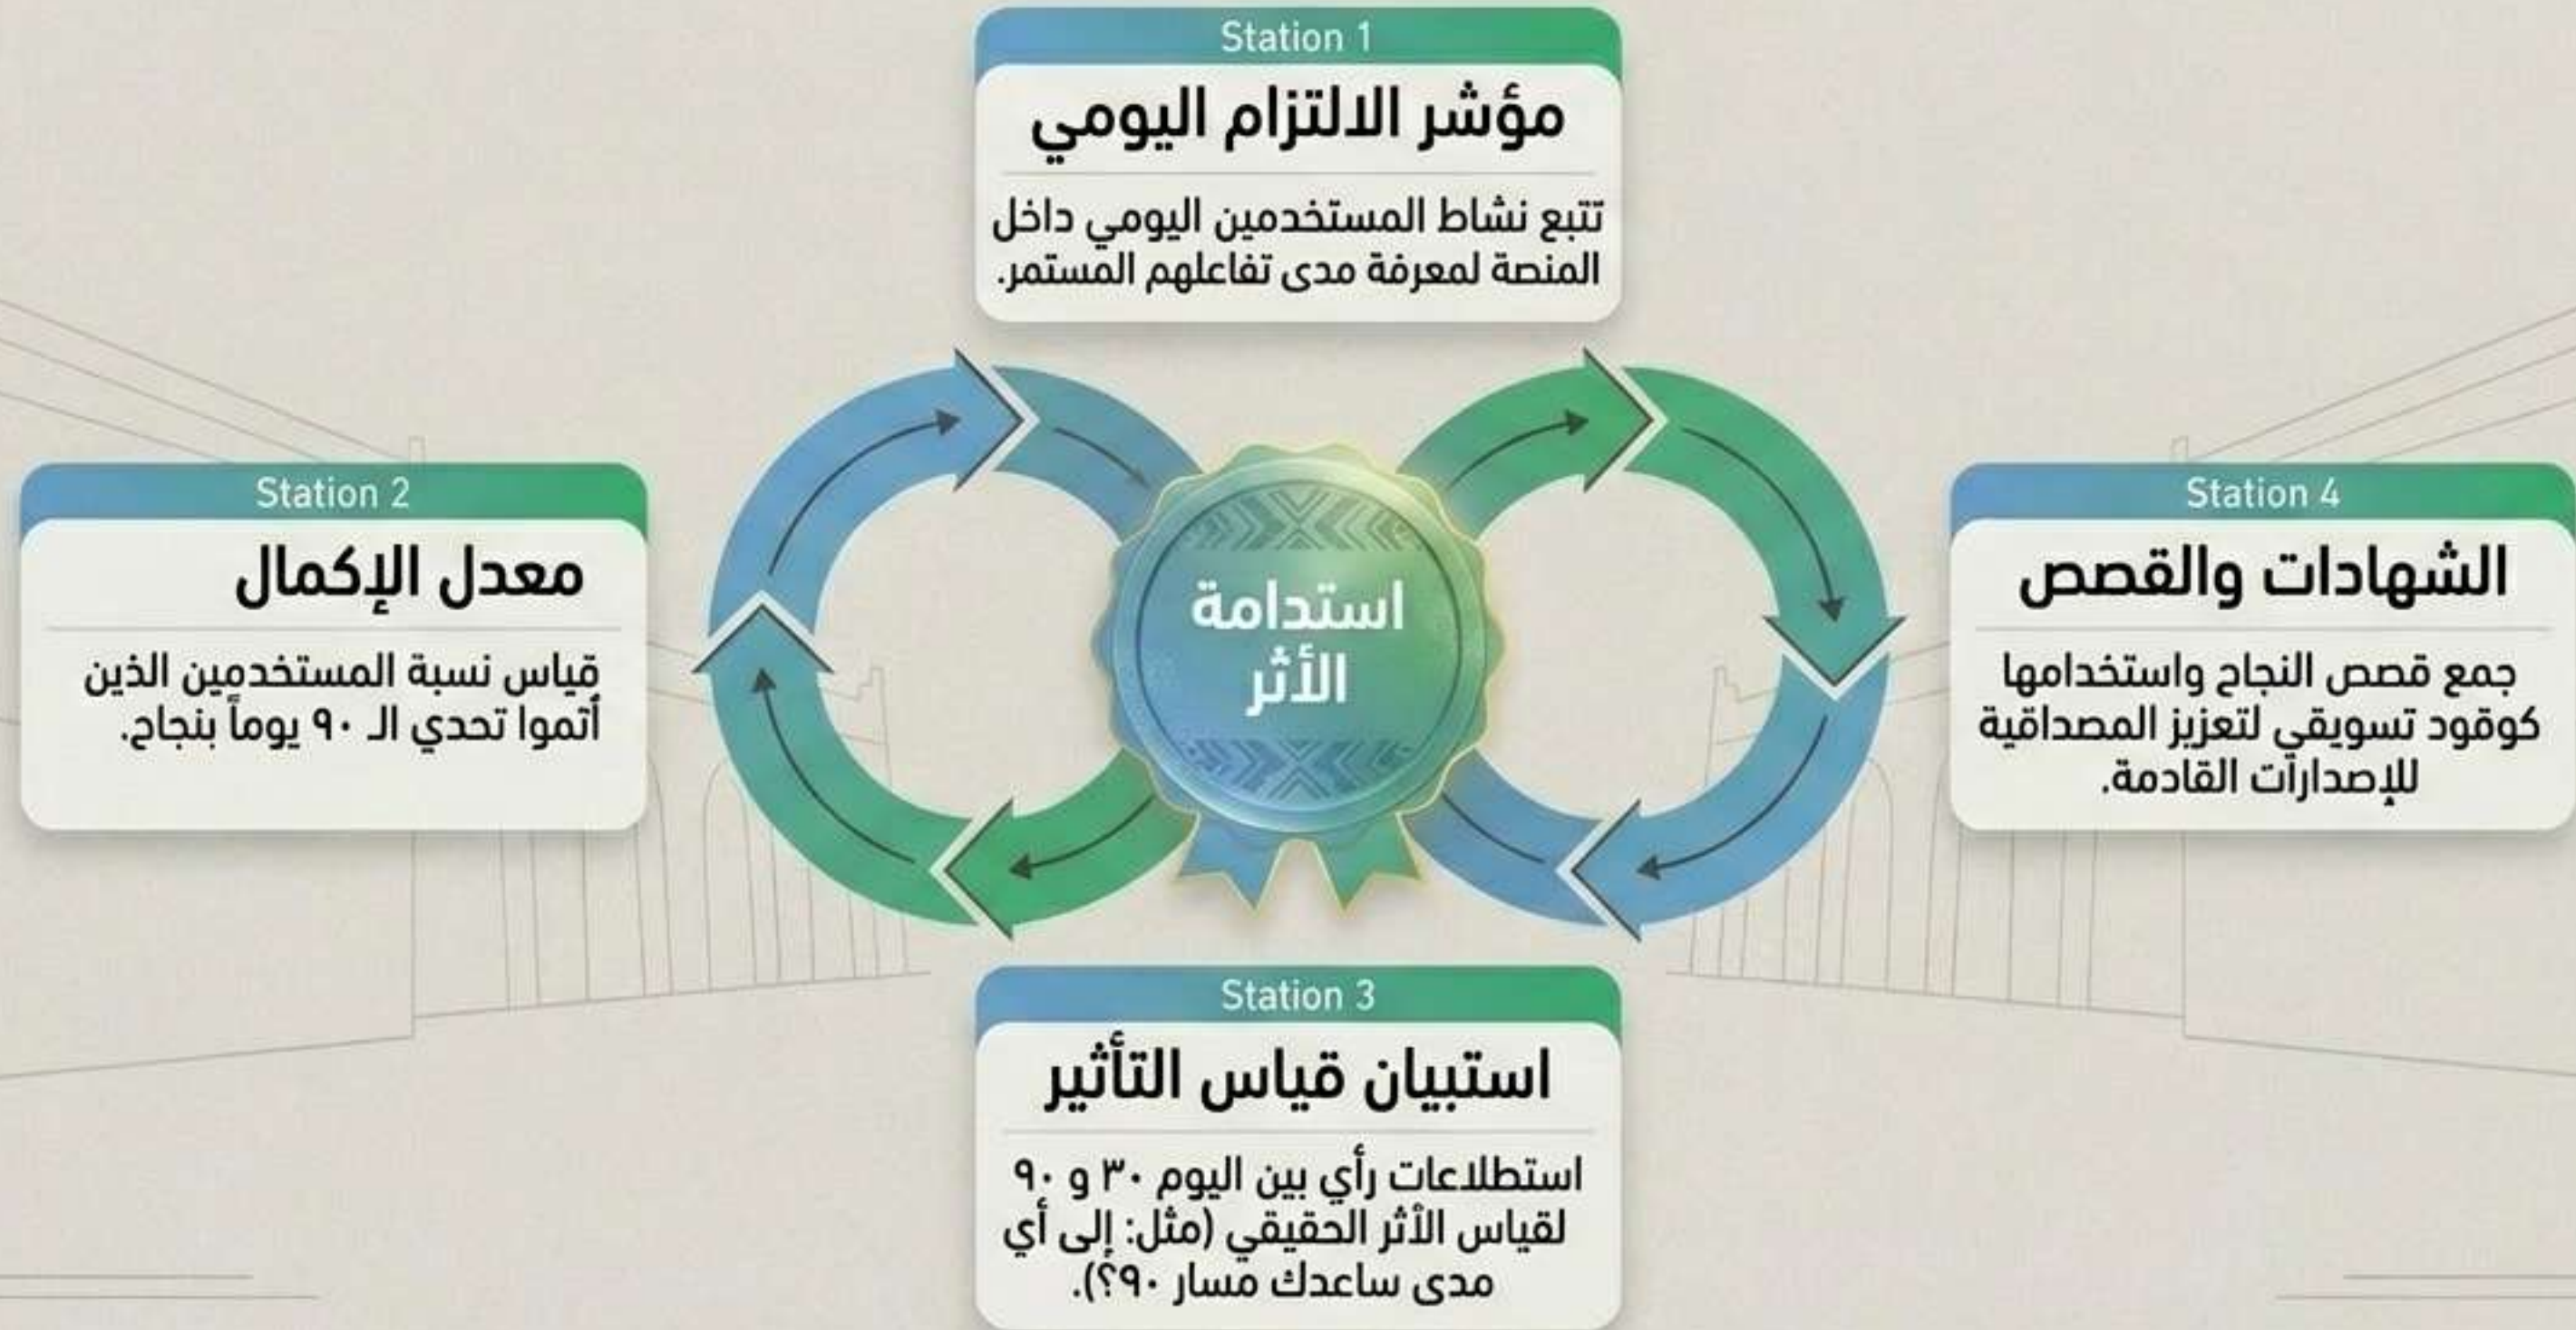 Station 1
مؤشر الالتزام اليومي
تتبع نشاط المستخدمين اليومي داخل
المنصة لمعرفة مدى تفاعلهم المستمر.
Station 2
معدل الإكمال
قياس نسبة المستخدمين الذين
أتموا تحدي الـ ٩٠ يوماً بنجاح.
استدامة
الأثر
Station 4
الشهادات والقصص
جمع قصص النجاح واستخدامها
كوقود تسويقي لتعزيز المصداقية
للإصدارات القادمة.
Station 3
استبيان قياس التأثير
استطلاعات رأي بين اليوم ٣٠ و ٩٠
لقياس الأثر الحقيقي (مثل: إلى أي
مدى ساعدك مسار ٩٠؟).